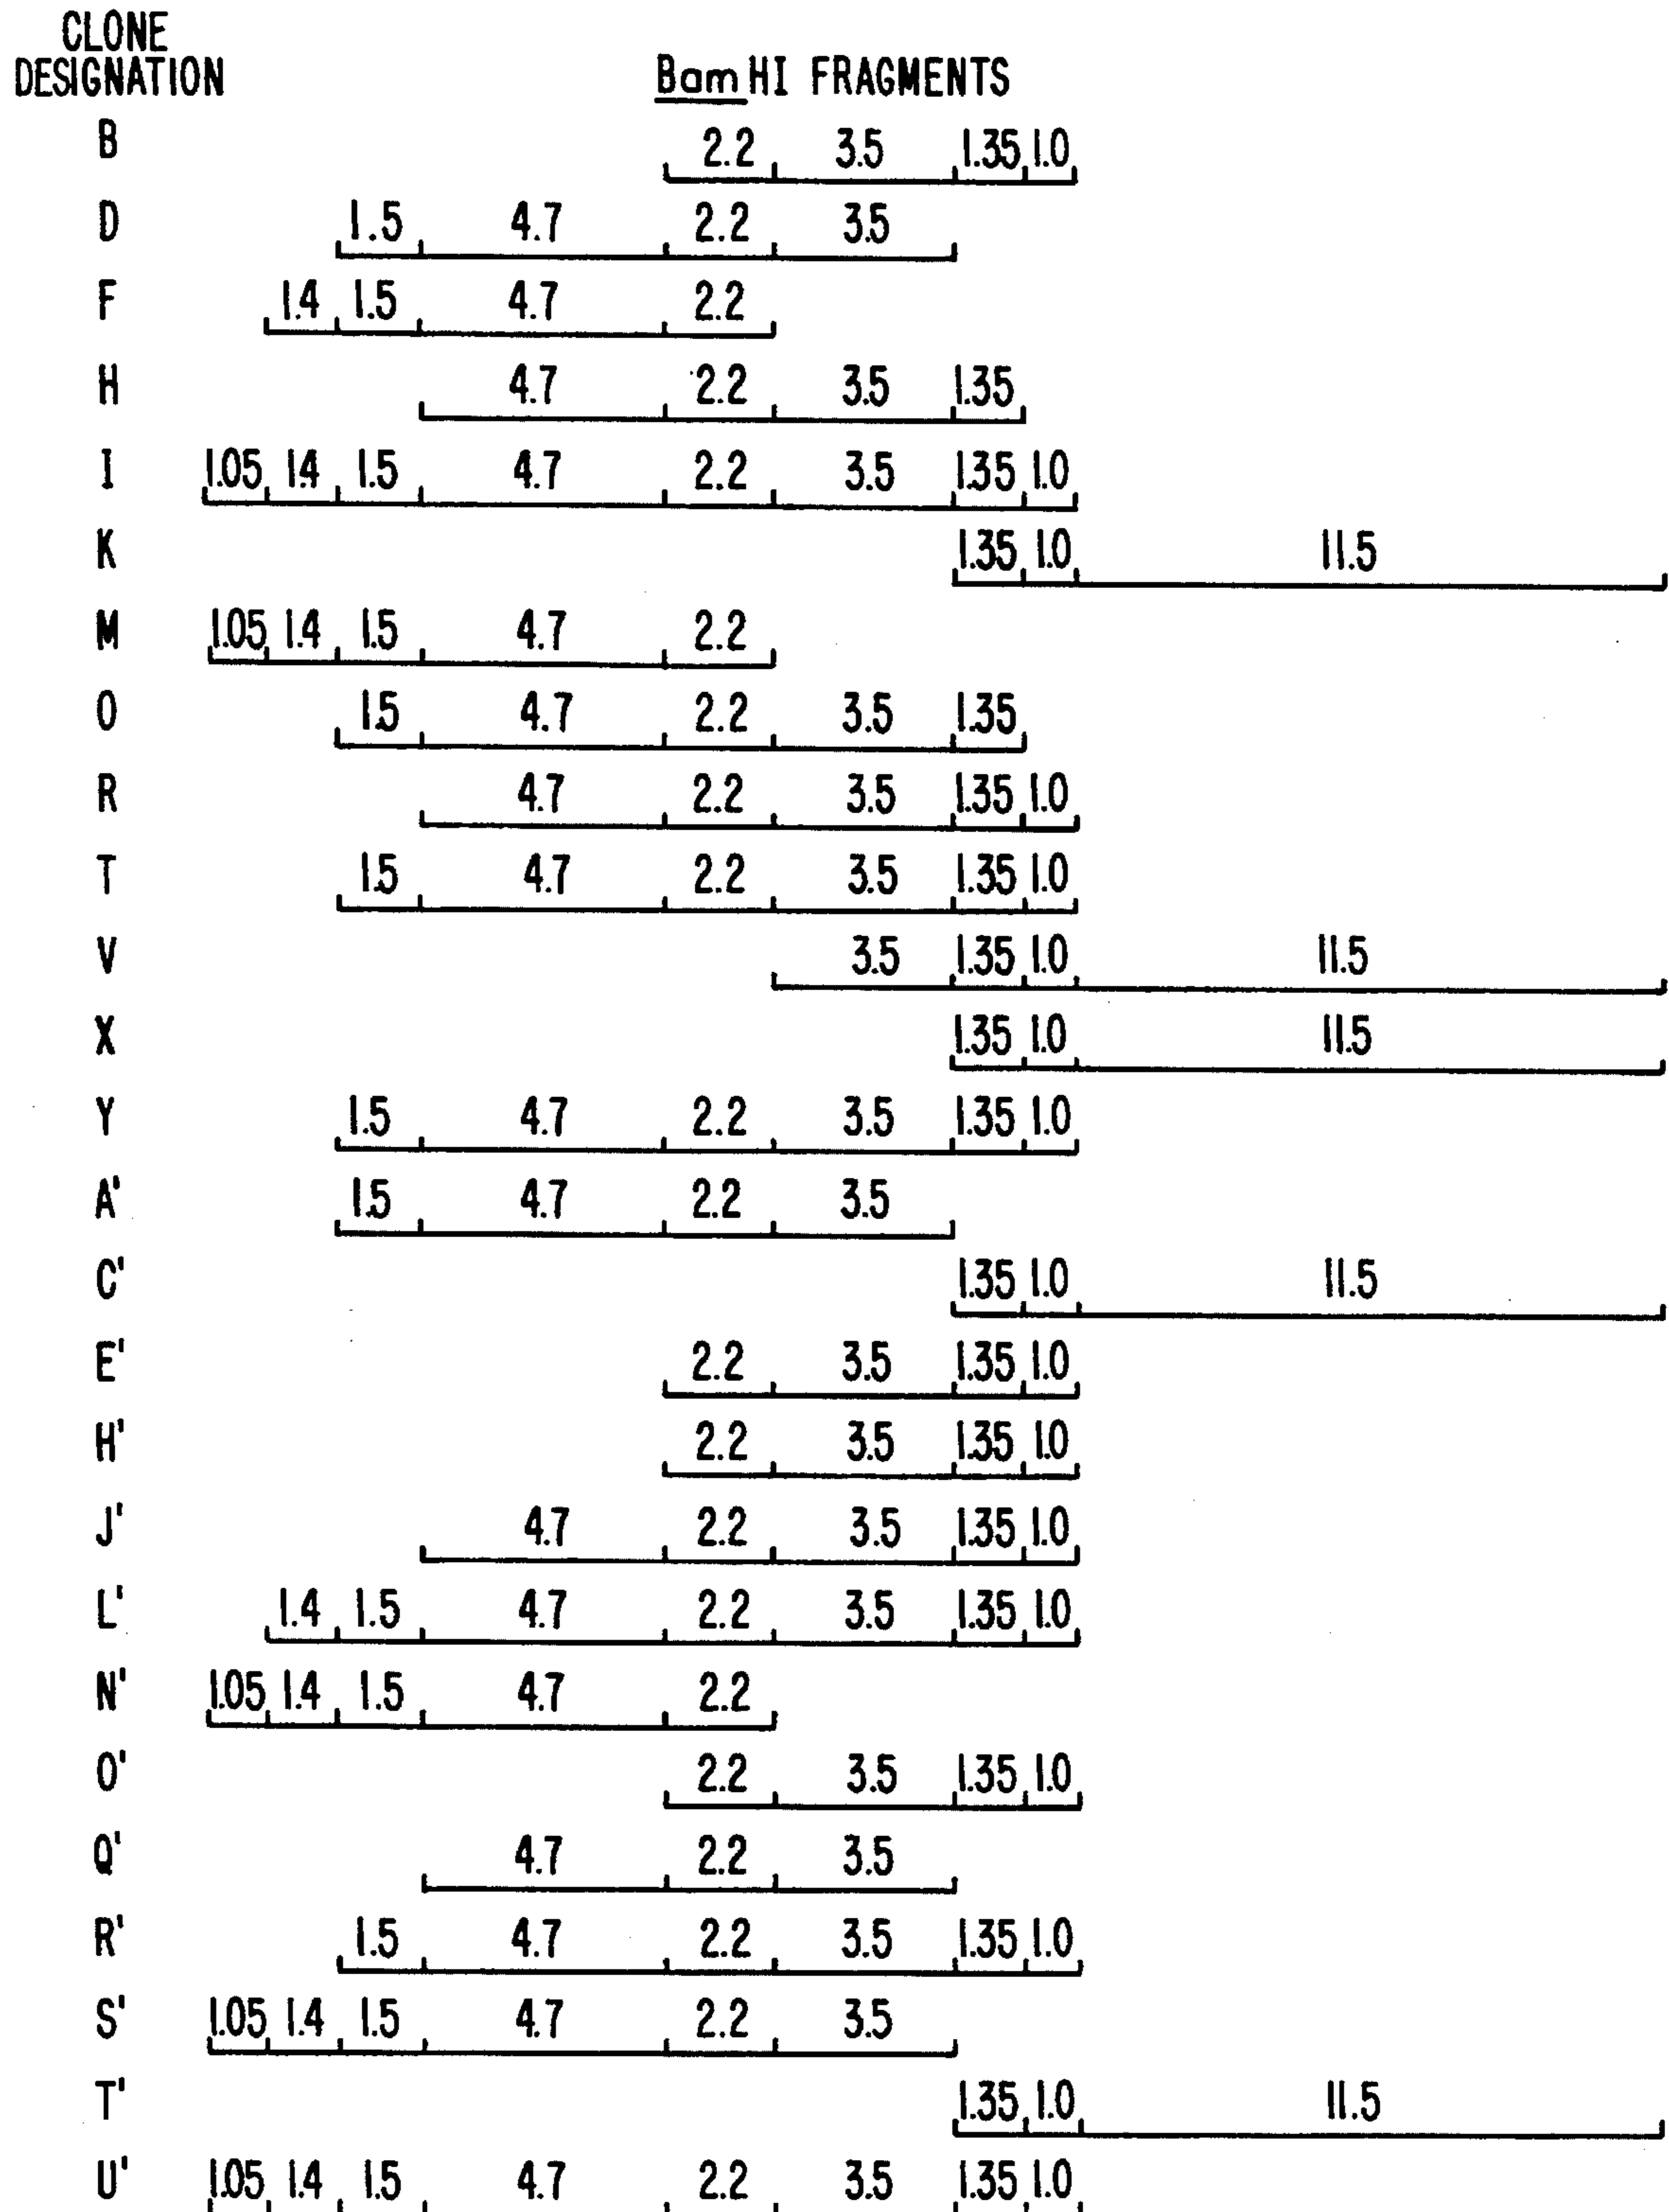 CLONE
DESIGNATION
Bam HI FRAGMENTS
B 2.2 3.5 1.35 1.0
D 1.5 4.7 2.2 3.5
F 1.4 1.5 4.7 2.2
H 4.7 2.2 3.5 1.35
I 1.05 1.4 1.5 4.7 2.2 3.5 1.35 1.0
K 1.35 1.0 11.5
M 1.05 1.4 1.5 4.7 2.2
O 1.5 4.7 2.2 3.5 1.35
R 4.7 2.2 3.5 1.35 1.0
T 1.5 4.7 2.2 3.5 1.35 1.0
V 3.5 1.35 1.0 11.5
X 1.35 1.0 11.5
Y 1.5 4.7 2.2 3.5 1.35 1.0
A' 1.5 4.7 2.2 3.5
C' 1.35 1.0 11.5
E' 2.2 3.5 1.35 1.0
H' 2.2 3.5 1.35 1.0
J' 4.7 2.2 3.5 1.35 1.0
L' 1.4 1.5 4.7 2.2 3.5 1.35 1.0
N' 1.05 1.4 1.5 4.7 2.2
O' 2.2 3.5 1.35 1.0
Q' 4.7 2.2 3.5
R' 1.5 4.7 2.2 3.5 1.35 1.0
S' 1.05 1.4 1.5 4.7 2.2 3.5
T' 1.35 1.0 11.5
U' 1.05 1.4 1.5 4.7 2.2 3.5 1.35 1.0